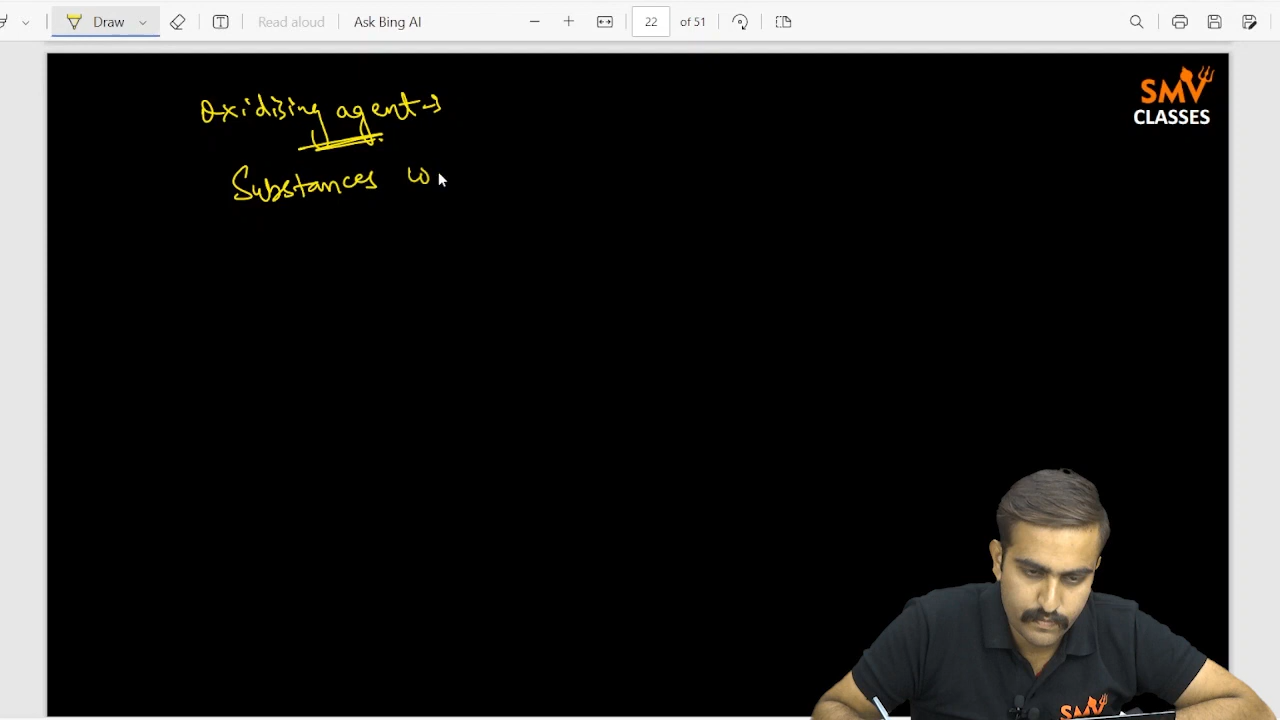 Draw
Read aloud
Ask Bing AI
22 of 51
SMV
CLASSES
Oxidising agent →
Substances w